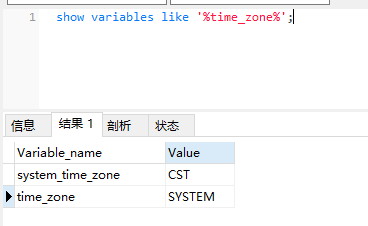 1 show variables like '%time_zone%';
信息 结果 1 剖析 状态
Variable_name Value
system_time_zone CST
time_zone SYSTEM